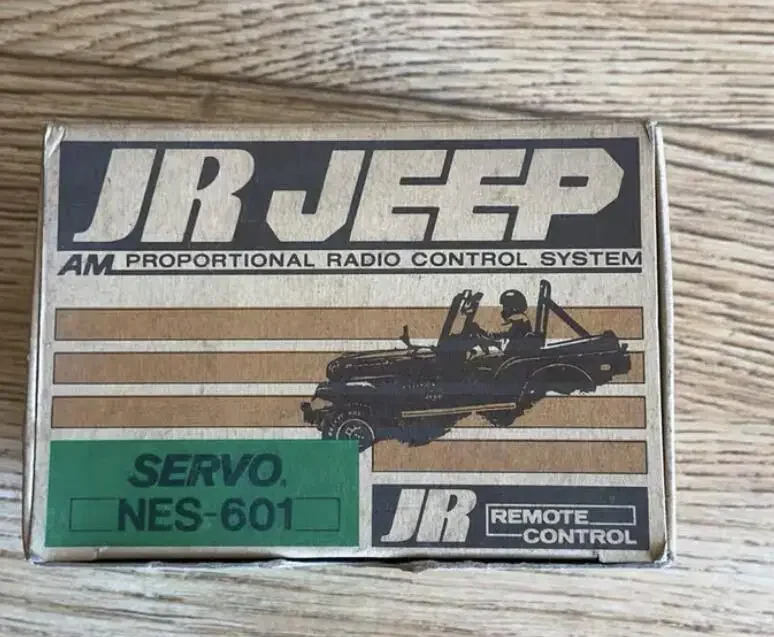 JR JEEP
AM PROPORTIONAL RADIO CONTROL SYSTEM
SERVO.
NES-601
JR REMOTE
CONTROL